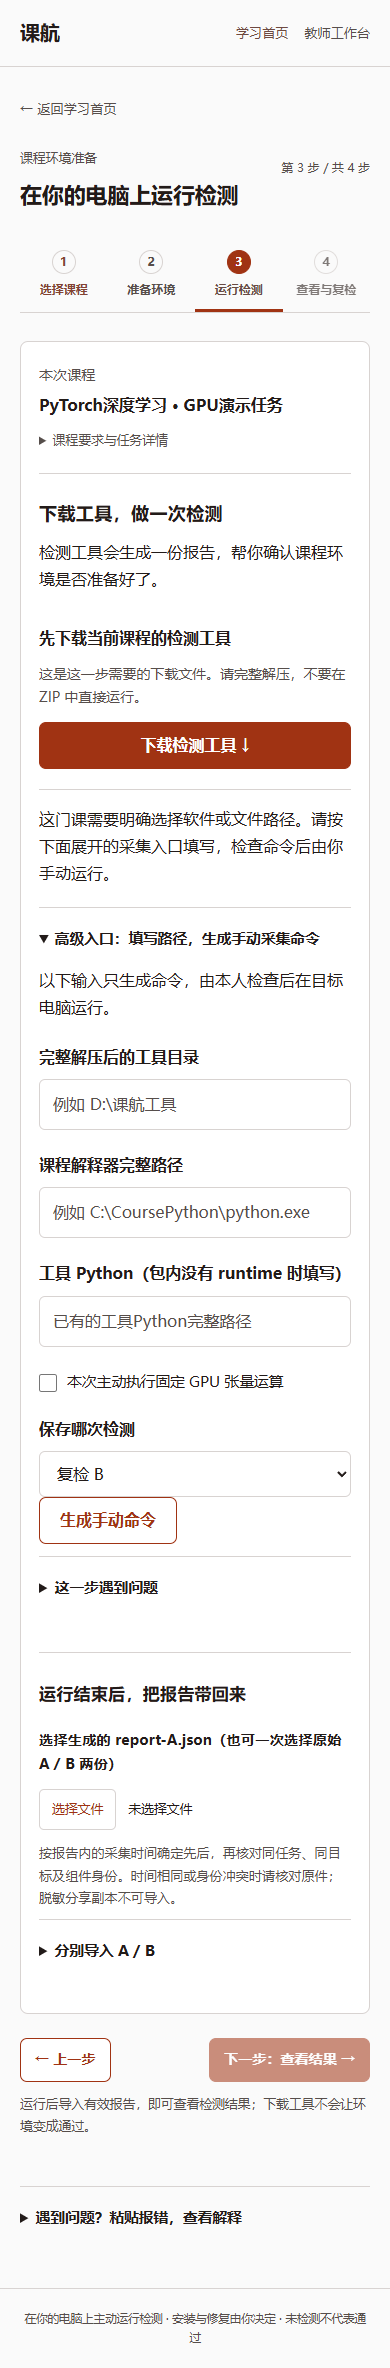 课航
学习首页 教师工作台
← 返回学习首页
课程环境准备
第 3 步 / 共 4 步
在你的电脑上运行检测
1 2 3 4
选择课程 准备环境 运行检测 查看与复检
本次课程
PyTorch深度学习 • GPU演示任务
▶ 课程要求与任务详情
下载工具，做一次检测
检测工具会生成一份报告，帮你确认课程环
境是否准备好了。
先下载当前课程的检测工具
这是这一步需要的下载文件。请完整解压，不要在
ZIP 中直接运行。
下载检测工具 ↓
这门课需要明确选择软件或文件路径。请按
下面展开的采集入口填写，检查命令后由你
手动运行。
▼ 高级入口：填写路径，生成手动采集命令
以下输入只生成命令，由本人检查后在目标
电脑运行。
完整解压后的工具目录
例如 D:\课航工具
课程解释器完整路径
例如 C:\CoursePython\python.exe
工具 Python（包内没有 runtime 时填写）
已有的工具Python完整路径
本次主动执行固定 GPU 张量运算
保存哪次检测
复检 B
生成手动命令
▶ 这一步遇到问题
运行结束后，把报告带回来
选择生成的 report-A.json（也可一次选择原始
A / B 两份）
选择文件 未选择文件
按报告内的采集时间确定先后，再核对同任务、同目
标及组件身份。时间相同或身份冲突时请核对原件；
脱敏分享副本不可导入。
▶ 分别导入 A / B
← 上一步
下一步：查看结果 →
运行后导入有效报告，即可查看检测结果；下载工具不会让环
境变成通过。
▶ 遇到问题？粘贴报错，查看解释
在你的电脑上主动运行检测 · 安装与修复由你决定 · 未检测不代表通
过